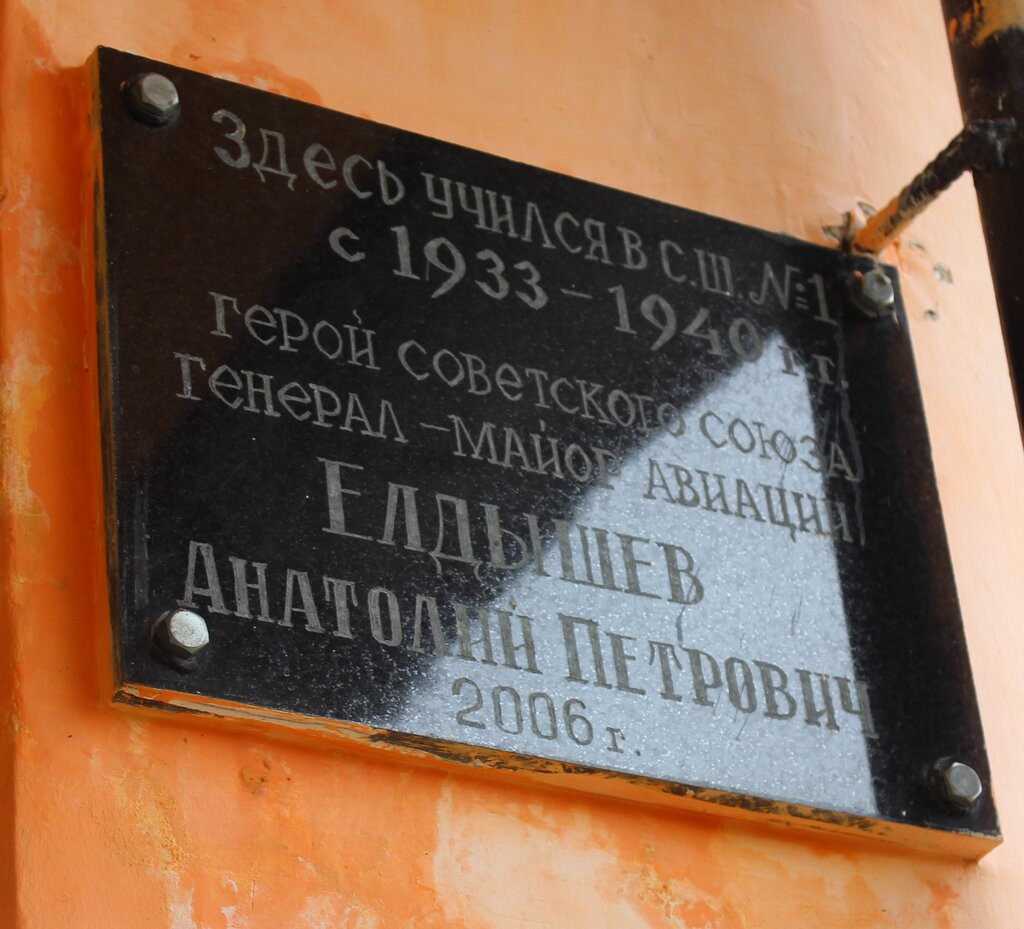 Здесь учился в с.ш. №1
с 1933 – 1940 г.г.
Герой Советского Союза
Генерал – майор авиации
Елдышев
Анатолий Петрович
2006 г.